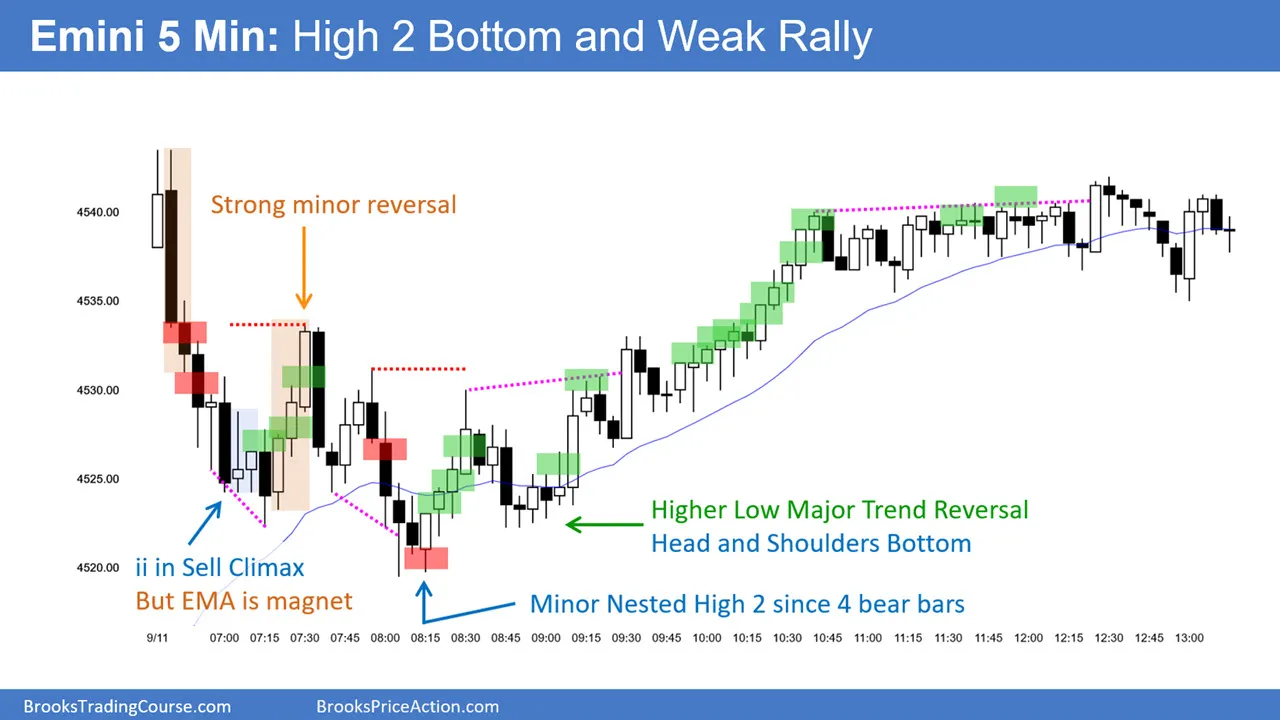 Emini 5 Min: High 2 Bottom and Weak Rally
Strong minor reversal
4540.00
4535.00
4530.00
4525.00
4520.00
Higher Low Major Trend Reversal
Head and Shoulders Bottom
ii in Sell Climax
But EMA is magnet
Minor Nested High 2 since 4 bear bars
9/11 07:00 07:15 07:30 07:45 08:00 08:15 08:30 08:45 09:00 09:15 09:30 09:45 10:00 10:15 10:30 10:45 11:00 11:15 11:30 11:45 12:00 12:15 12:30 12:45 13:00
BrooksTradingCourse.com BrooksPriceAction.com